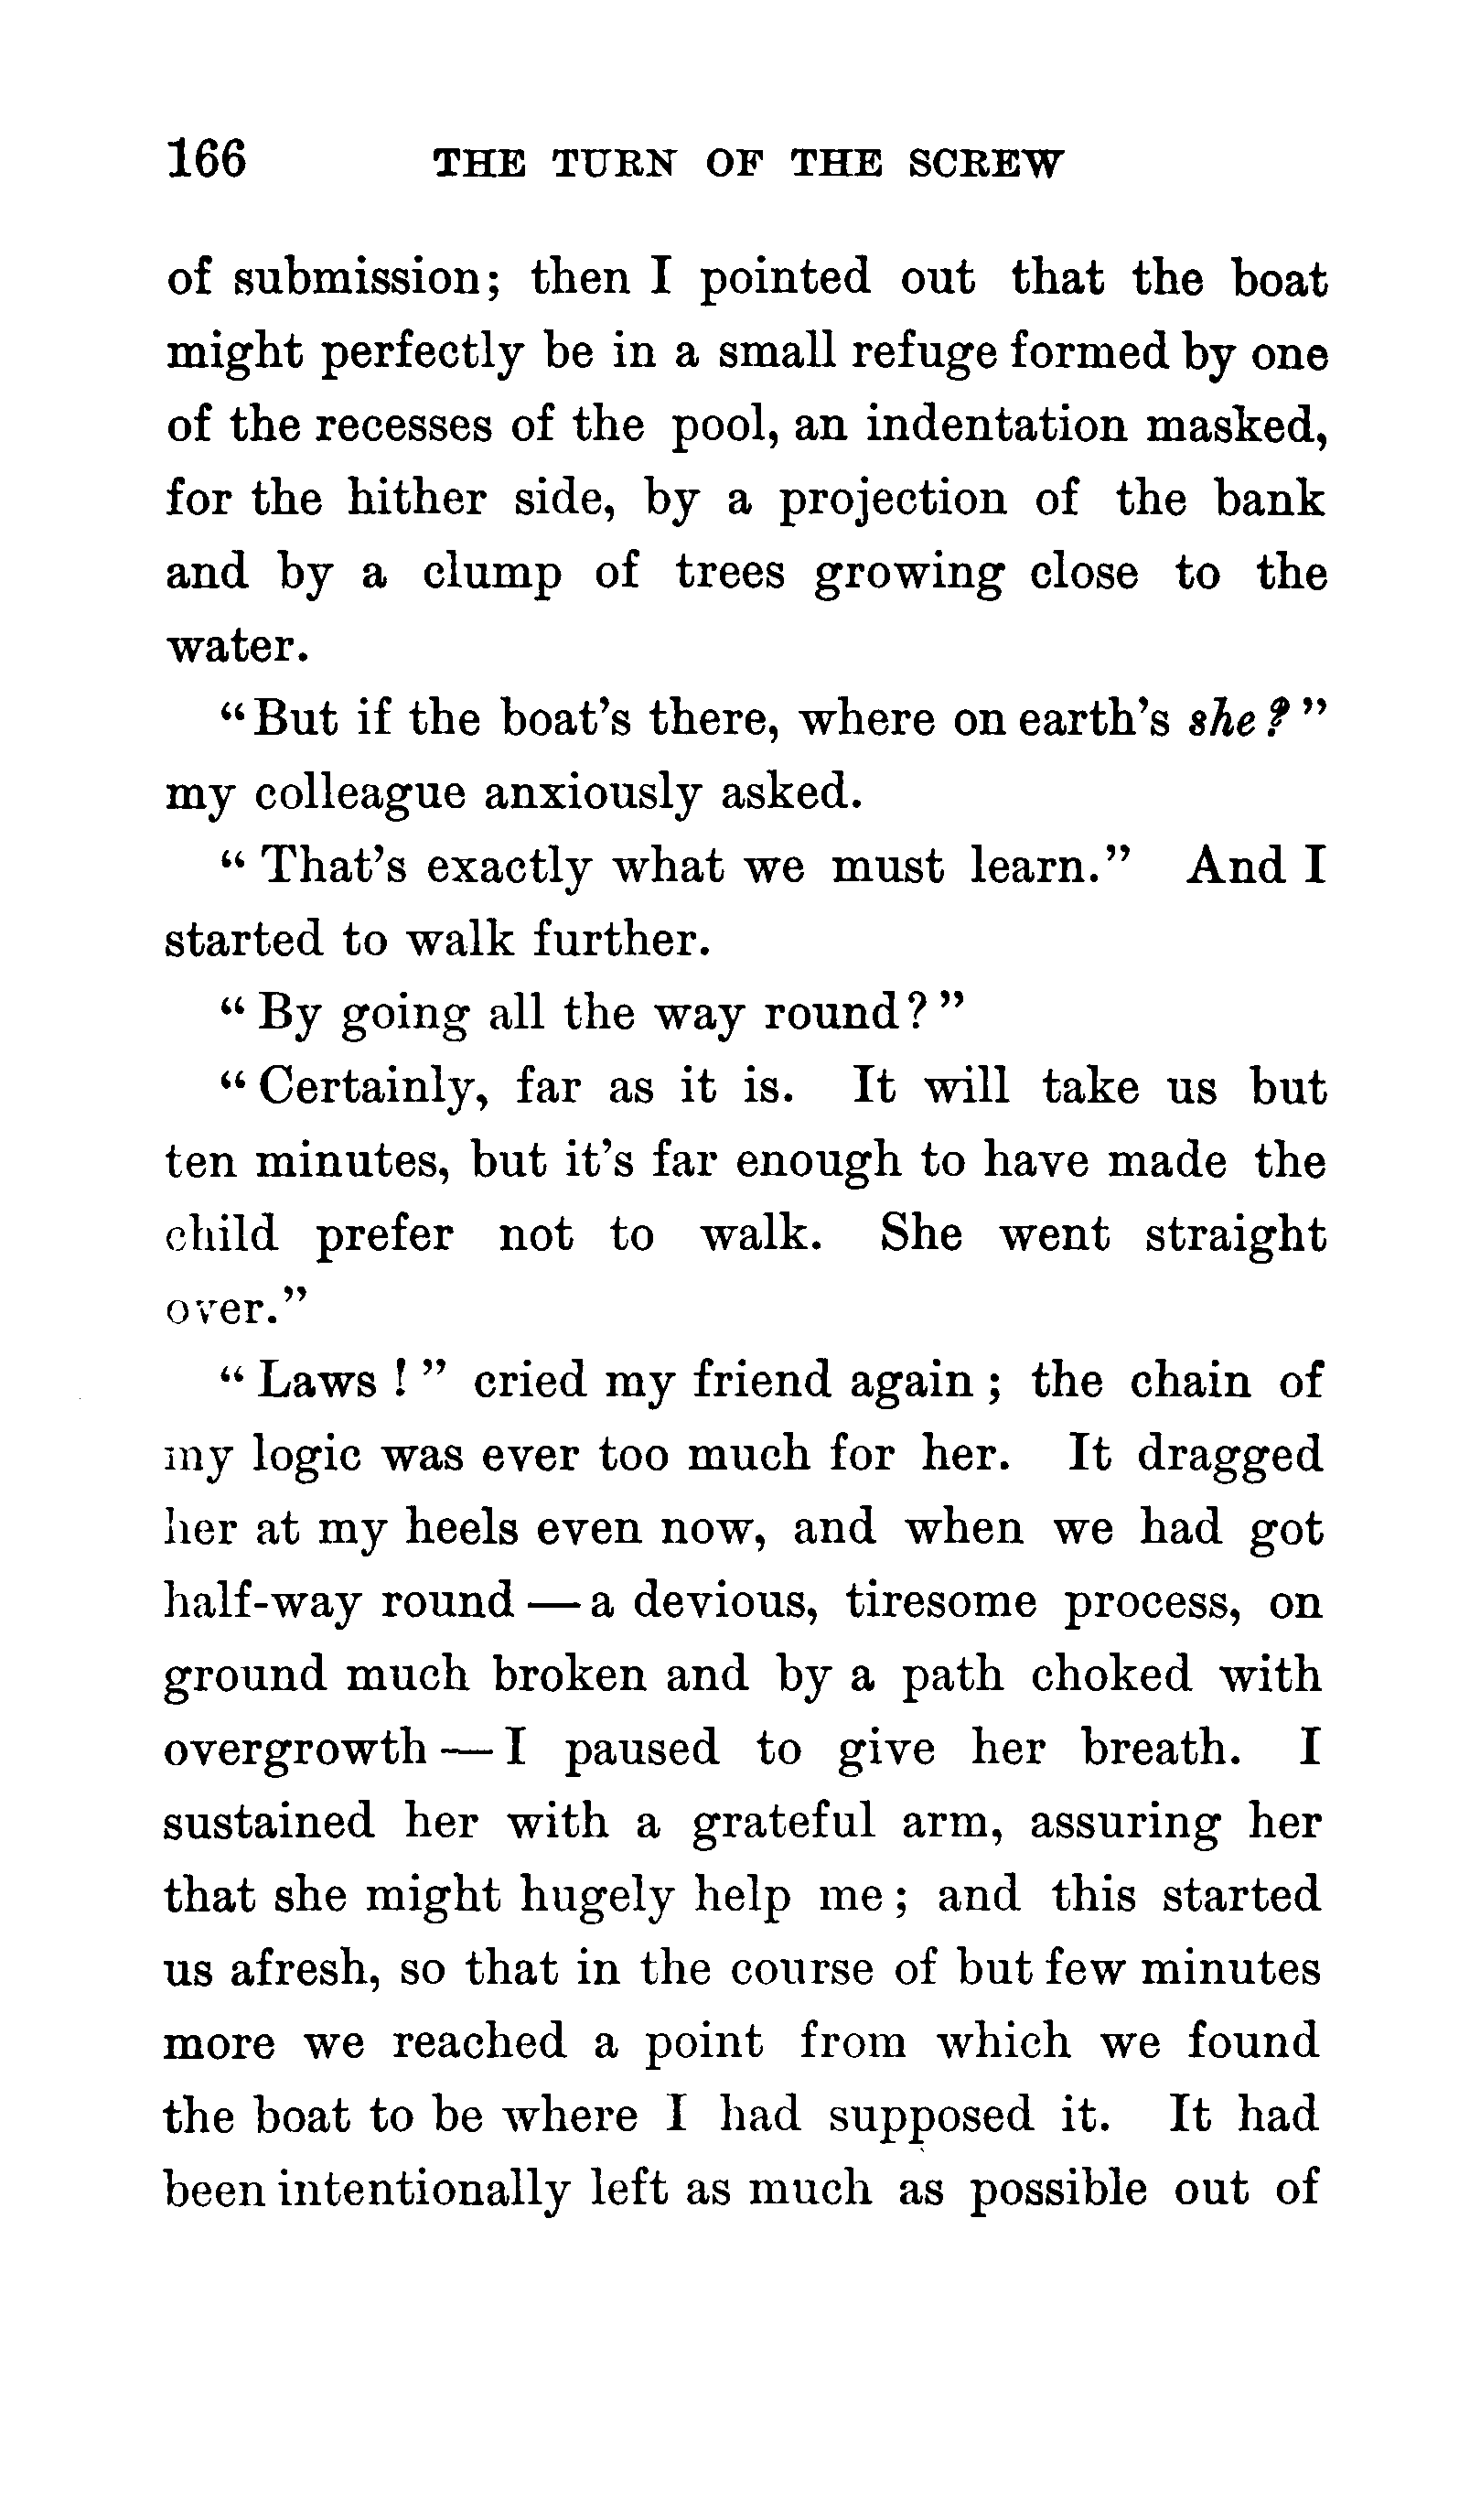 166 THE TURN OF THE SCREW
of submission; then I pointed out that the boat
might perfectly be in a small refuge formed by one
of the recesses of the pool, an indentation masked,
for the hither side, by a projection of the bank
and by a clump of trees growing close to the
water.
“But if the boat’s there, where on earth’s she?”
my colleague anxiously asked.
“That’s exactly what we must learn.” And I
started to walk further.
“By going all the way round?”
“Certainly, far as it is. It will take us but
ten minutes, but it’s far enough to have made the
child prefer not to walk. She went straight
over.”
“Laws!” cried my friend again; the chain of
my logic was ever too much for her. It dragged
her at my heels even now, and when we had got
half-way round — a devious, tiresome process, on
ground much broken and by a path choked with
overgrowth — I paused to give her breath. I
sustained her with a grateful arm, assuring her
that she might hugely help me; and this started
us afresh, so that in the course of but few minutes
more we reached a point from which we found
the boat to be where I had supposed it. It had
been intentionally left as much as possible out of